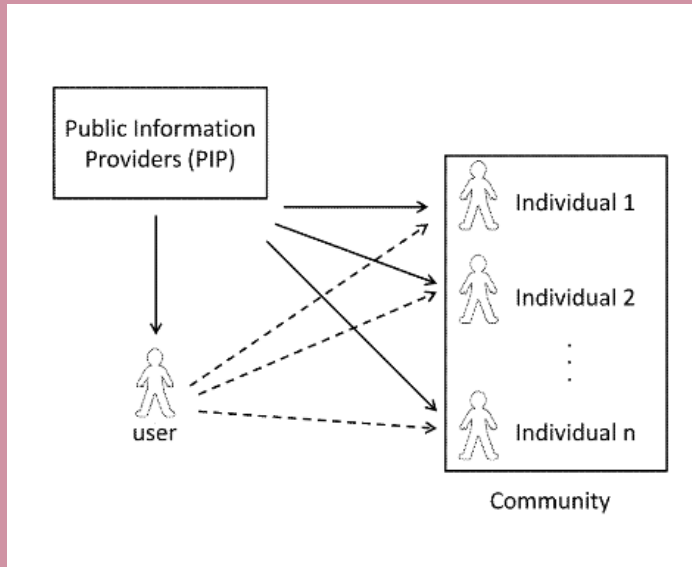 Public Information
Providers (PIP)
Individual 1
Individual 2
.
.
.
Individual n
user
Community